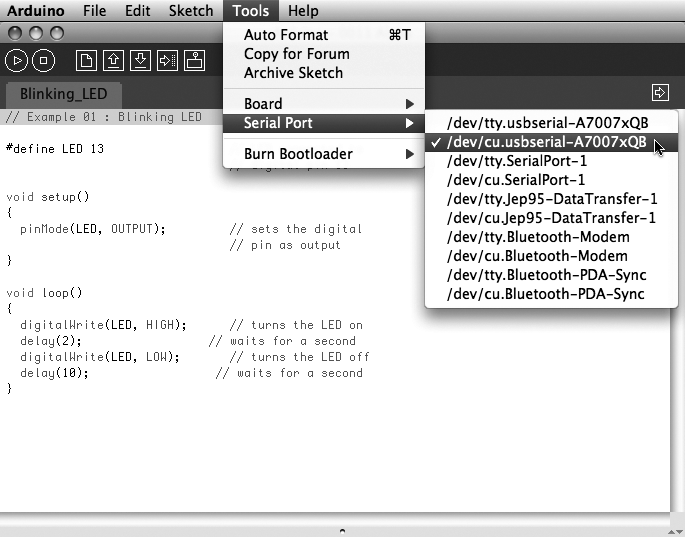 Arduino File Edit Sketch Tools Help
Auto Format ⌘T
Copy for Forum
Archive Sketch
Board
Serial Port
Burn Bootloader
/dev/tty.usbserial-A7007xQB
✓ /dev/cu.usbserial-A7007xQB
/dev/tty.SerialPort-1
/dev/cu.SerialPort-1
/dev/tty.Jep95-DataTransfer-1
/dev/cu.Jep95-DataTransfer-1
/dev/tty.Bluetooth-Modem
/dev/cu.Bluetooth-Modem
/dev/tty.Bluetooth-PDA-Sync
/dev/cu.Bluetooth-PDA-Sync
Blinking_LED
// Example 01 : Blinking LED
#define LED 13
void setup()
{
pinMode(LED, OUTPUT); // sets the digital
// pin as output
}
void loop()
{
digitalWrite(LED, HIGH); // turns the LED on
delay(2); // waits for a second
digitalWrite(LED, LOW); // turns the LED off
delay(10); // waits for a second
}